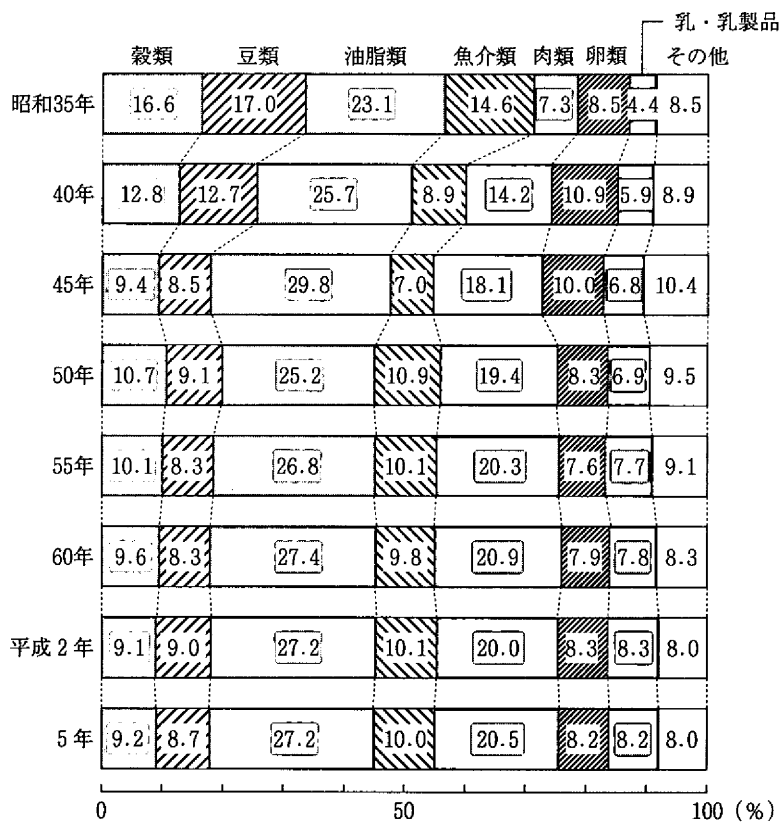 乳・乳製品
穀類 豆類 油脂類 魚介類 肉類 卵類 その他
昭和35年 16.6 17.0 23.1 14.6 7.3 8.5 4.4 8.5
40年 12.8 12.7 25.7 8.9 14.2 10.9 5.9 8.9
45年 9.4 8.5 29.8 7.0 18.1 10.0 6.8 10.4
50年 10.7 9.1 25.2 10.9 19.4 8.3 6.9 9.5
55年 10.1 8.3 26.8 10.1 20.3 7.6 7.7 9.1
60年 9.6 8.3 27.4 9.8 20.9 7.9 7.8 8.3
平成2年 9.1 9.0 27.2 10.1 20.0 8.3 8.3 8.0
5年 9.2 8.7 27.2 10.0 20.5 8.2 8.2 8.0
0 50 100(%)